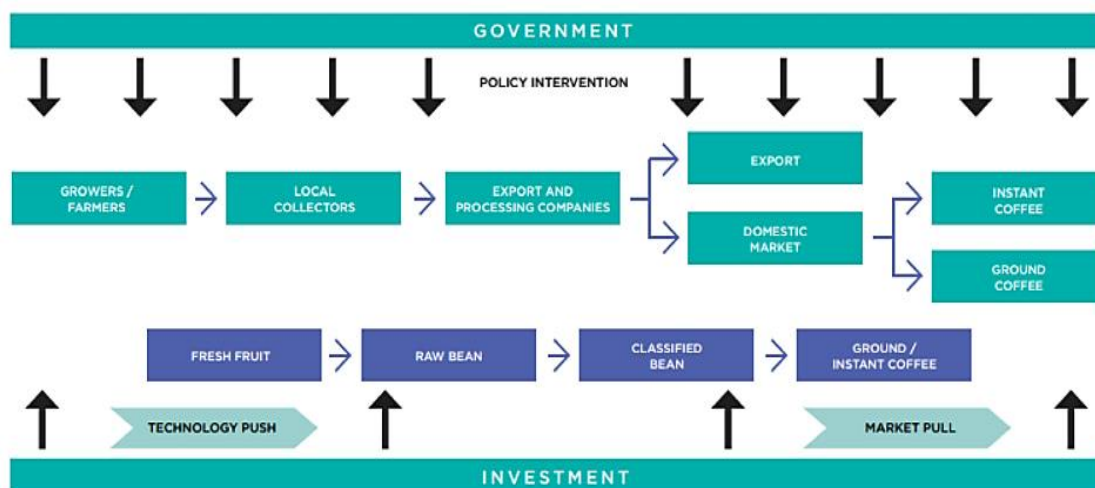 GOVERNMENT
POLICY INTERVENTION
GROWERS /
FARMERS
LOCAL
COLLECTORS
EXPORT AND
PROCESSING COMPANIES
EXPORT
DOMESTIC
MARKET
INSTANT
COFFEE
GROUND
COFFEE
FRESH FRUIT
RAW BEAN
CLASSIFIED
BEAN
GROUND /
INSTANT COFFEE
TECHNOLOGY PUSH
MARKET PULL
INVESTMENT